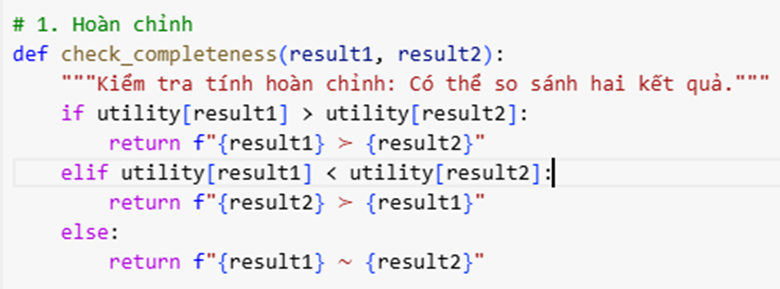 # 1. Hoàn chỉnh
def check_completeness(result1, result2):
    """Kiểm tra tính hoàn chỉnh: Có thể so sánh hai kết quả."""
    if utility[result1] > utility[result2]:
        return f"{result1} ≻ {result2}"
    elif utility[result1] < utility[result2]:
        return f"{result2} ≻ {result1}"
    else:
        return f"{result1} ~ {result2}"